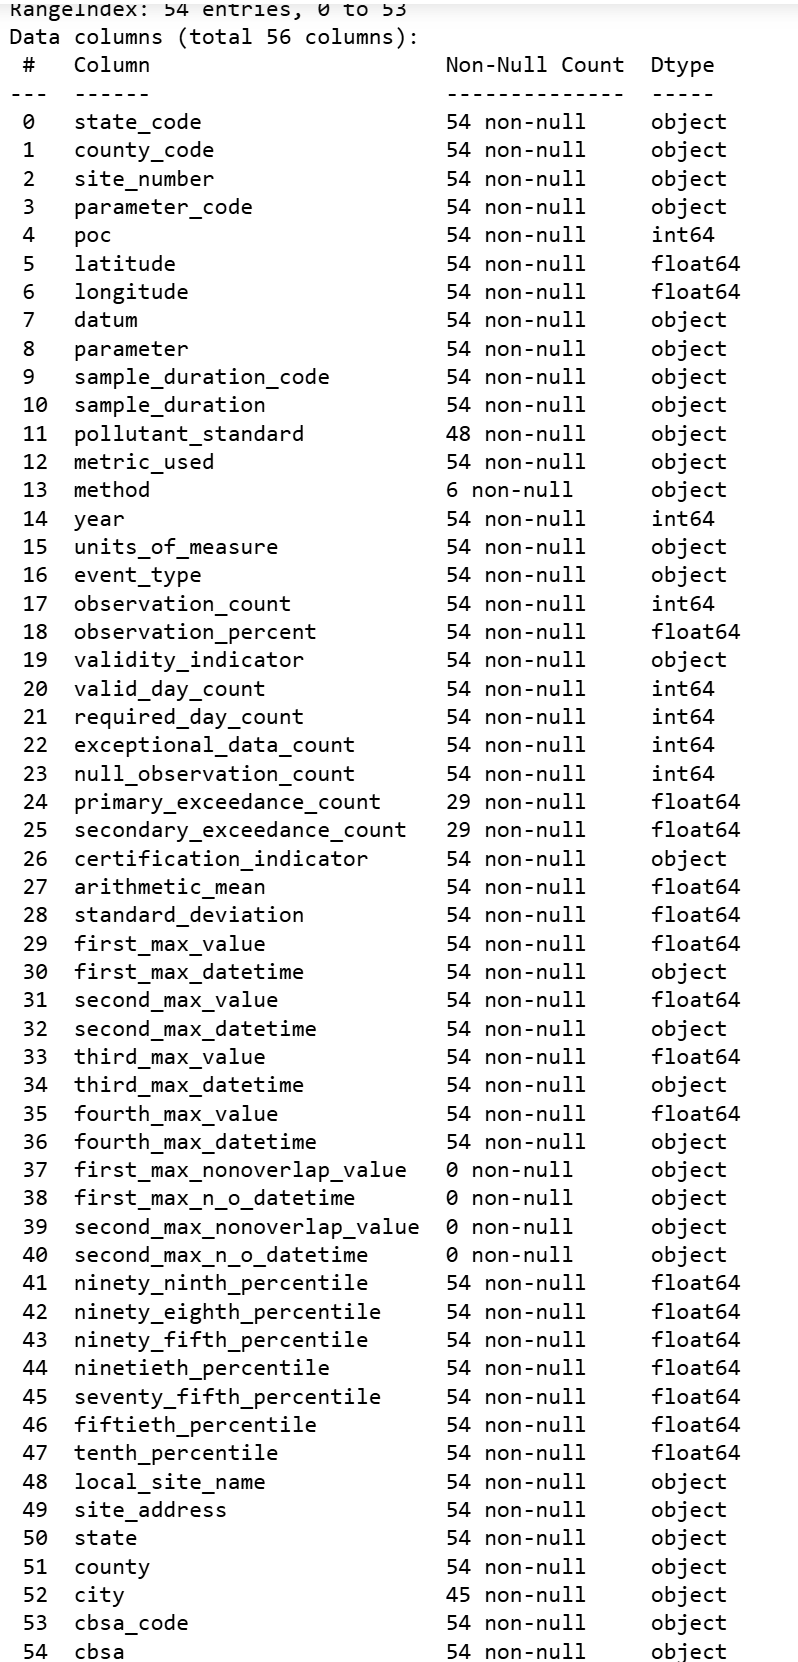 RangeIndex: 54 entries, 0 to 53
Data columns (total 56 columns):
 #   Column                       Non-Null Count  Dtype
---  ------                       --------------  -----
 0   state_code                   54 non-null     object
 1   county_code                  54 non-null     object
 2   site_number                  54 non-null     object
 3   parameter_code               54 non-null     object
 4   poc                          54 non-null     int64
 5   latitude                     54 non-null     float64
 6   longitude                    54 non-null     float64
 7   datum                        54 non-null     object
 8   parameter                    54 non-null     object
 9   sample_duration_code         54 non-null     object
 10  sample_duration              54 non-null     object
 11  pollutant_standard           48 non-null     object
 12  metric_used                  54 non-null     object
 13  method                       6 non-null      object
 14  year                         54 non-null     int64
 15  units_of_measure             54 non-null     object
 16  event_type                   54 non-null     object
 17  observation_count            54 non-null     int64
 18  observation_percent          54 non-null     float64
 19  validity_indicator           54 non-null     object
 20  valid_day_count              54 non-null     int64
 21  required_day_count           54 non-null     int64
 22  exceptional_data_count       54 non-null     int64
 23  null_observation_count       54 non-null     int64
 24  primary_exceedance_count     29 non-null     float64
 25  secondary_exceedance_count   29 non-null     float64
 26  certification_indicator      54 non-null     object
 27  arithmetic_mean              54 non-null     float64
 28  standard_deviation           54 non-null     float64
 29  first_max_value              54 non-null     float64
 30  first_max_datetime           54 non-null     object
 31  second_max_value             54 non-null     float64
 32  second_max_datetime          54 non-null     object
 33  third_max_value              54 non-null     float64
 34  third_max_datetime           54 non-null     object
 35  fourth_max_value             54 non-null     float64
 36  fourth_max_datetime          54 non-null     object
 37  first_max_nonoverlap_value   0 non-null      object
 38  first_max_n_o_datetime       0 non-null      object
 39  second_max_nonoverlap_value  0 non-null      object
 40  second_max_n_o_datetime      0 non-null      object
 41  ninety_ninth_percentile      54 non-null     float64
 42  ninety_eighth_percentile     54 non-null     float64
 43  ninety_fifth_percentile      54 non-null     float64
 44  ninetieth_percentile         54 non-null     float64
 45  seventy_fifth_percentile     54 non-null     float64
 46  fiftieth_percentile          54 non-null     float64
 47  tenth_percentile             54 non-null     float64
 48  local_site_name              54 non-null     object
 49  site_address                 54 non-null     object
 50  state                        54 non-null     object
 51  county                       54 non-null     object
 52  city                         45 non-null     object
 53  cbsa_code                    54 non-null     object
 54  cbsa                         54 non-null     object